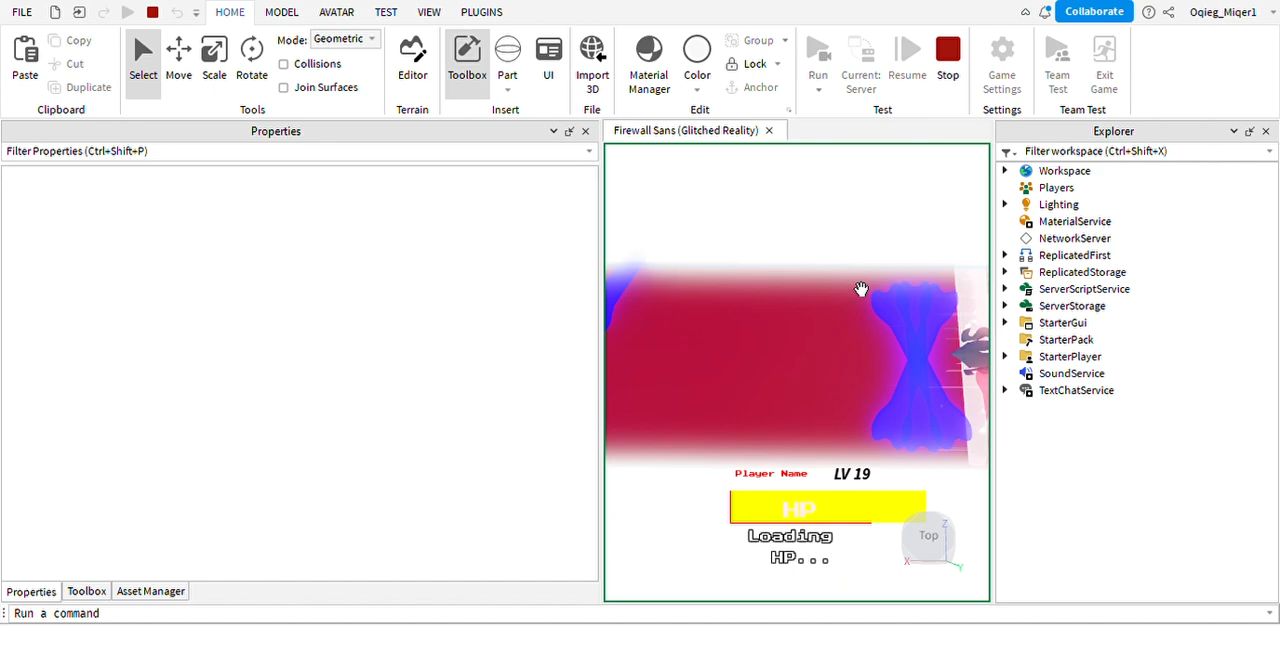 FILE HOME MODEL AVATAR TEST VIEW PLUGINS Collaborate Oqieg_Miqer1
Paste Copy Cut Duplicate Clipboard
Select Move Scale Rotate Mode: Geometric Collisions Join Surfaces Tools
Editor Terrain
Toolbox Part UI Insert
Import 3D File
Material Manager Color Group Lock Anchor Edit
Run Current: Server Resume Stop Test
Game Settings Settings
Team Test Exit Game Team Test
Properties
Filter Properties (Ctrl+Shift+P)
Firewall Sans (Glitched Reality)
Player Name LV 19
HP
Loading
HP...
Top
Z
X
Y
Explorer
Filter workspace (Ctrl+Shift+X)
Workspace
Players
Lighting
MaterialService
NetworkServer
ReplicatedFirst
ReplicatedStorage
ServerScriptService
ServerStorage
StarterGui
StarterPack
StarterPlayer
SoundService
TextChatService
Properties Toolbox Asset Manager
Run a command